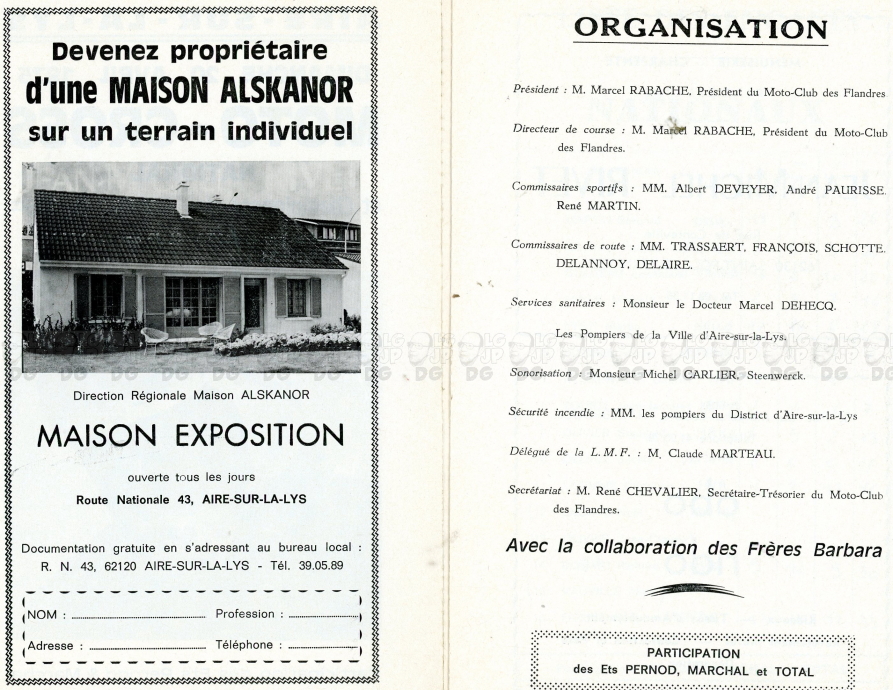 Devenez propriétaire
d'une MAISON ALSKANOR
sur un terrain individuel
Direction Régionale Maison ALSKANOR
MAISON EXPOSITION
ouverte tous les jours
Route Nationale 43, AIRE-SUR-LA-LYS
Documentation gratuite en s'adressant au bureau local :
R. N. 43, 62120 AIRE-SUR-LA-LYS - Tél. 39.05.89
NOM : Profession :
Adresse : Téléphone :
ORGANISATION
Président : M. Marcel RABACHE, Président du Moto-Club des Flandres
Directeur de course : M. Marcel RABACHE, Président du Moto-Club
des Flandres.
Commissaires sportifs : MM. Albert DEVEYER, André PAURISSE,
René MARTIN.
Commissaires de route : MM. TRASSAERT, FRANÇOIS, SCHOTTE,
DELANNOY, DELAIRE.
Services sanitaires : Monsieur le Docteur Marcel DEHECQ.
Les Pompiers de la Ville d'Aire-sur-la-Lys.
Sonorisation : Monsieur Michel CARLIER, Steenwerck.
Sécurité incendie : MM. les pompiers du District d'Aire-sur-la-Lys
Délégué de la L. M. F. : M. Claude MARTEAU.
Secrétariat : M. René CHEVALIER, Secrétaire-Trésorier du Moto-Club
des Flandres.
Avec la collaboration des Frères Barbara
PARTICIPATION
des Ets PERNOD, MARCHAL et TOTAL